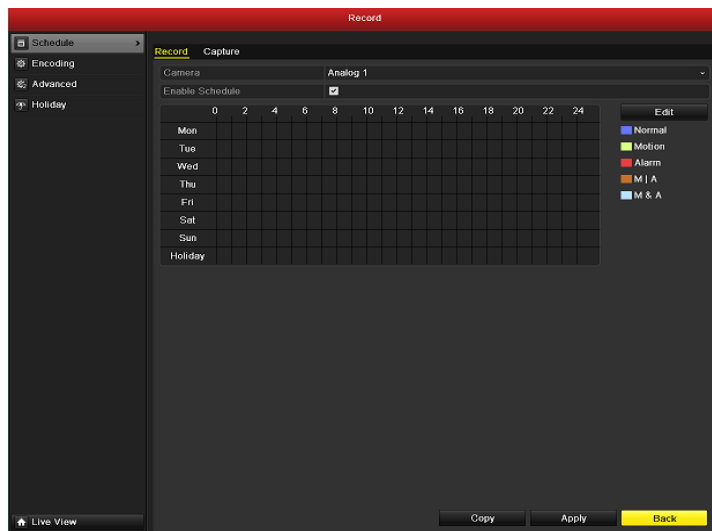 Record
Schedule >
Encoding
Advanced
Holiday
Record Capture
Camera Analog 1
Enable Schedule
0 2 4 6 8 10 12 14 16 18 20 22 24
Mon
Tue
Wed
Thu
Fri
Sat
Sun
Holiday
Edit
Normal
Motion
Alarm
M | A
M & A
Live View
Copy Apply Back